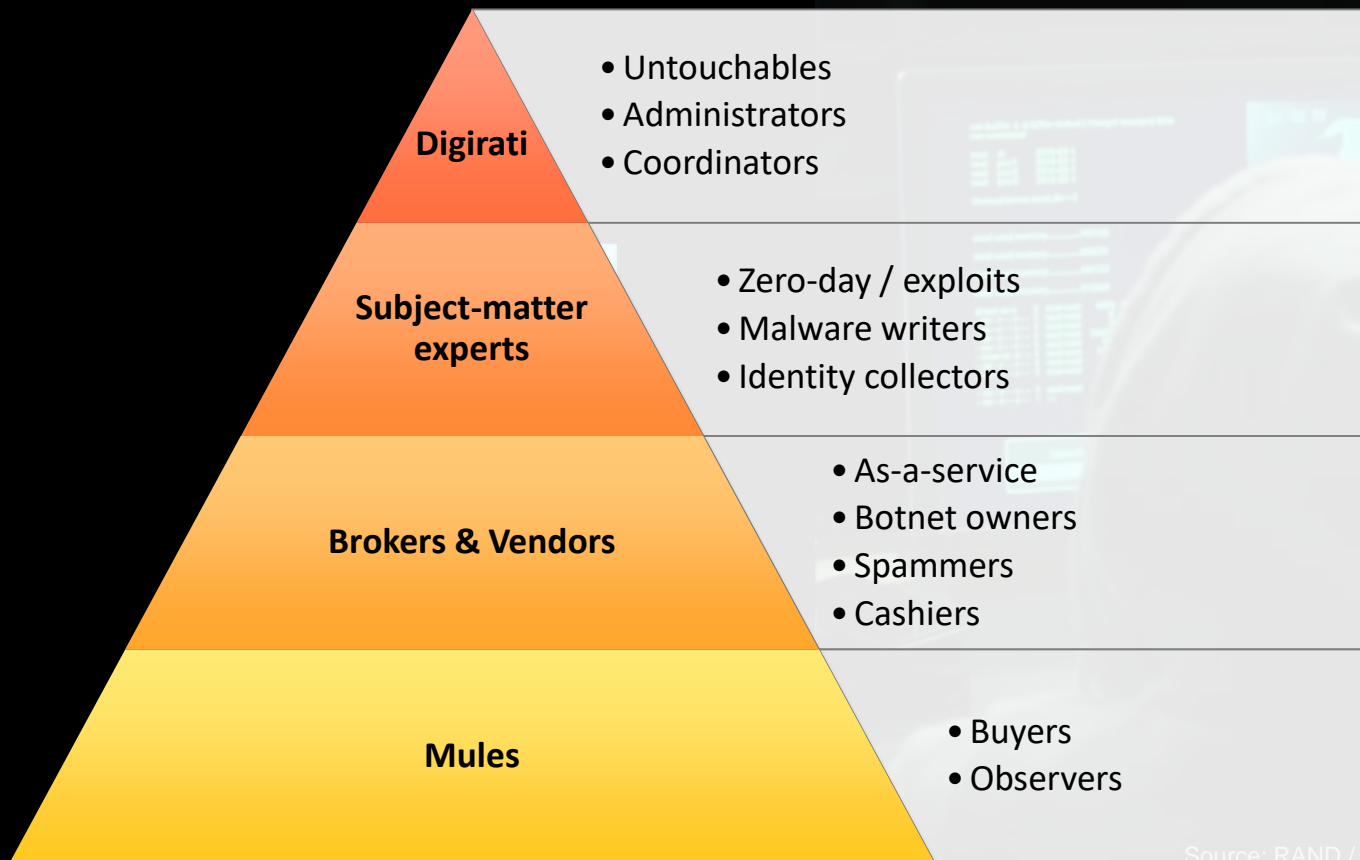 Digirati
• Untouchables
• Administrators
• Coordinators
Subject-matter
experts
• Zero-day / exploits
• Malware writers
• Identity collectors
Brokers & Vendors
• As-a-service
• Botnet owners
• Spammers
• Cashiers
Mules
• Buyers
• Observers
Source: RAND /